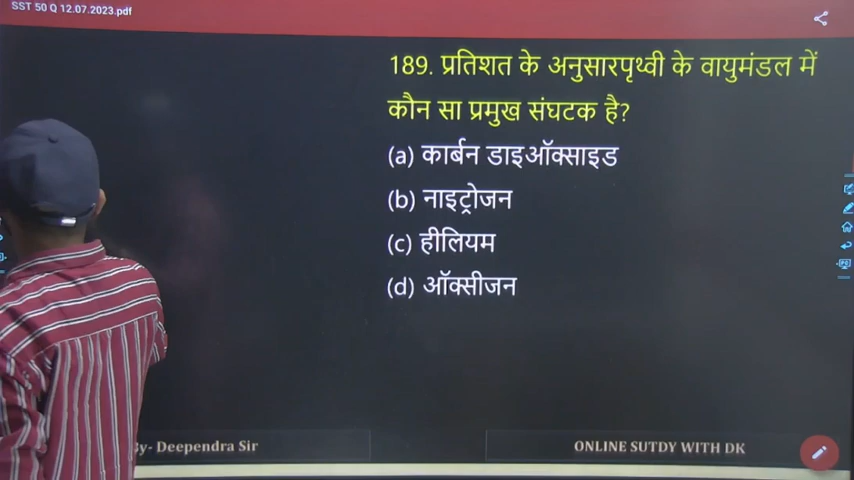 SST 50 Q 12.07.2023.pdf
189. प्रतिशत के अनुसारपृथ्वी के वायुमंडल में
कौन सा प्रमुख संघटक है?
(a) कार्बन डाइऑक्साइड
(b) नाइट्रोजन
(c) हीलियम
(d) ऑक्सीजन
By- Deependra Sir
ONLINE SUTDY WITH DK